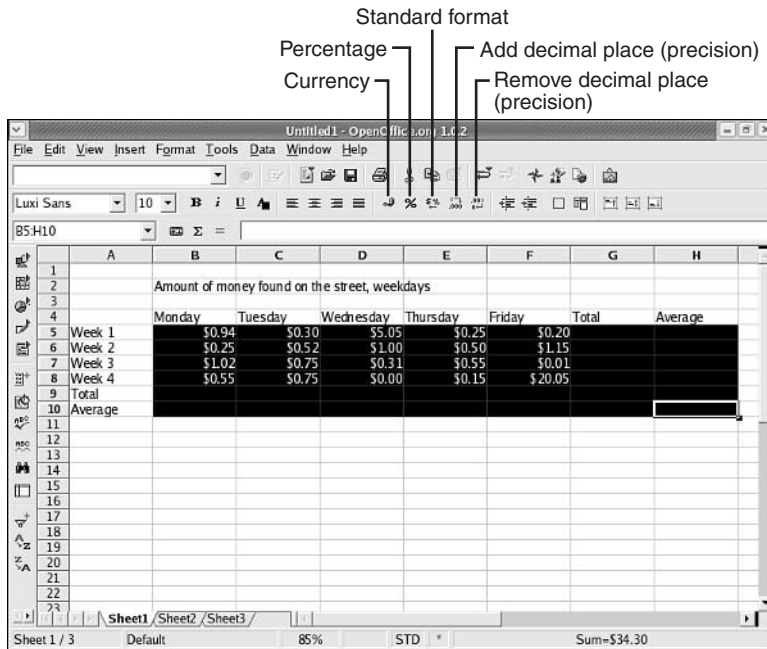 Standard format
Percentage
Add decimal place (precision)
Currency
Remove decimal place
(precision)
Untitled1 - OpenOffice.org 1.0.2
File Edit View Insert Format Tools Data Window Help
Luxi Sans 10 B i U A
B5:H10 Σ =
A B C D E F G H
1
2 Amount of money found on the street, weekdays
3
4 Monday Tuesday Wednesday Thursday Friday Total Average
5 Week 1 $0.94 $0.30 $5.05 $0.25 $0.20
6 Week 2 $0.25 $0.52 $1.00 $0.50 $1.15
7 Week 3 $1.02 $0.75 $0.31 $0.55 $0.01
8 Week 4 $0.55 $0.75 $0.00 $0.15 $20.05
9 Total
10 Average
11
12
13
14
15
16
17
18
19
20
21
22
23
Sheet1 Sheet2 Sheet3
Sheet 1 / 3 Default 85% STD * Sum=$34.30